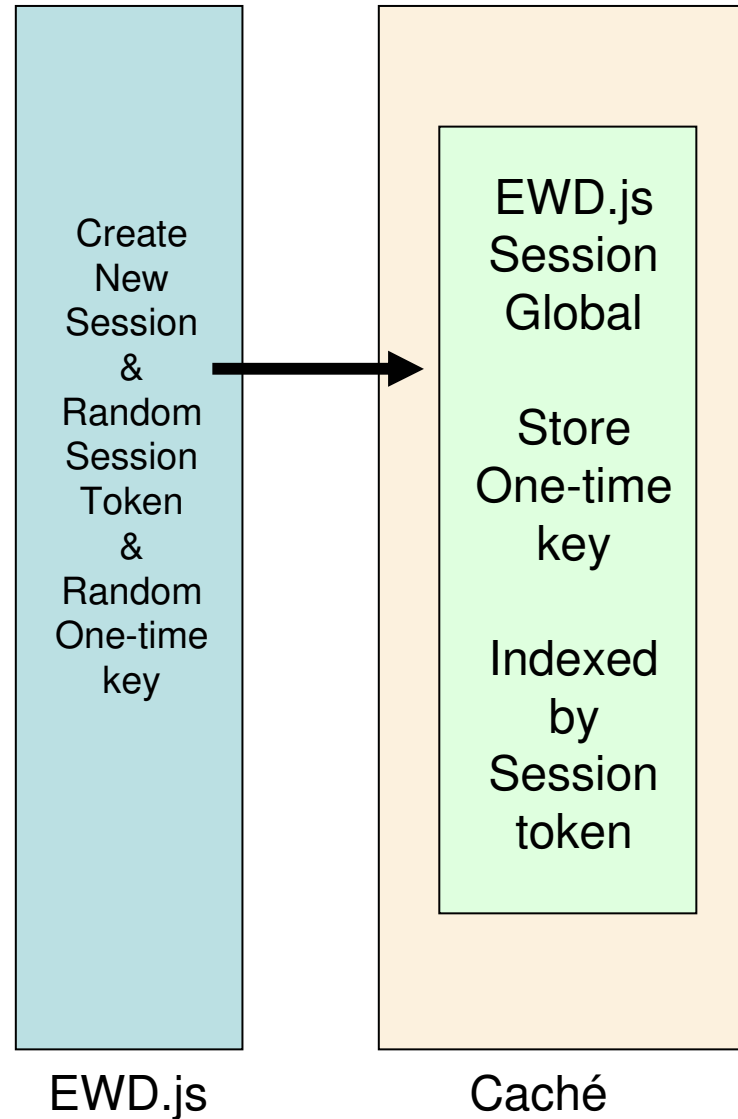 Create
New
Session
&
Random
Session
Token
&
Random
One-time
key
EWD.js
Session
Global
Store
One-time
key
Indexed
by
Session
token
EWD.js
Caché